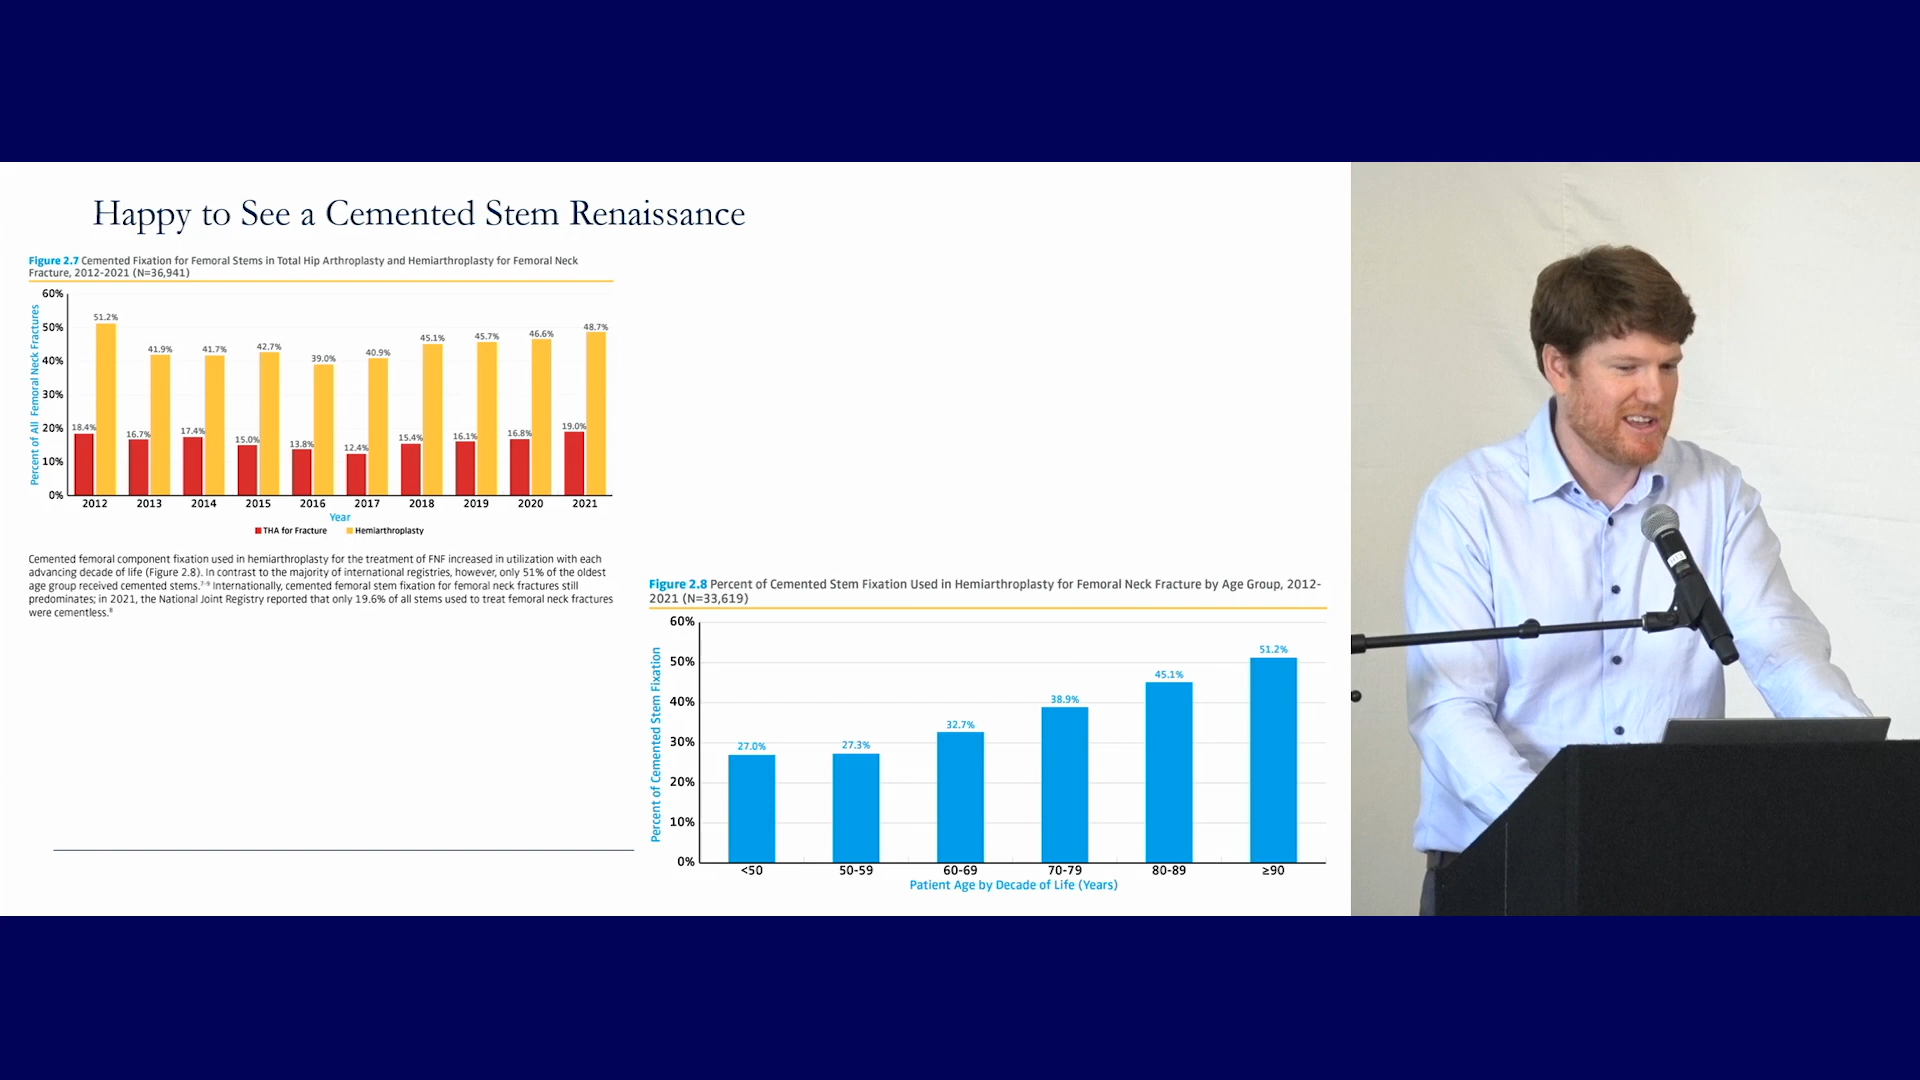 Happy to See a Cemented Stem Renaissance
Figure 2.7 Cemented Fixation for Femoral Stems in Total Hip Arthroplasty and Hemiarthroplasty for Femoral Neck
Fracture, 2012-2021 (N=36,941)
Percent of All Femoral Neck Fractures
60%
50%
40%
30%
20%
10%
0%
51.2%
41.9%
41.7%
42.7%
39.0%
40.9%
45.1%
45.7%
46.6%
48.7%
18.4%
16.7%
17.4%
15.0%
13.8%
12.4%
15.4%
16.1%
16.8%
19.0%
2012 2013 2014 2015 2016 2017 2018 2019 2020 2021
Year
THA for Fracture Hemiarthroplasty
Cemented femoral component fixation used in hemiarthroplasty for the treatment of FNF increased in utilization with each
advancing decade of life (Figure 2.8). In contrast to the majority of international registries, however, only 51% of the oldest
age group received cemented stems.⁷⁻⁹ Internationally, cemented femoral stem fixation for femoral neck fractures still
predominates; in 2021, the National Joint Registry reported that only 19.6% of all stems used to treat femoral neck fractures
were cementless.⁸
Figure 2.8 Percent of Cemented Stem Fixation Used in Hemiarthroplasty for Femoral Neck Fracture by Age Group, 2012-
2021 (N=33,619)
Percent of Cemented Stem Fixation
60%
50%
40%
30%
20%
10%
0%
27.0%
27.3%
32.7%
38.9%
45.1%
51.2%
<50 50-59 60-69 70-79 80-89 ≥90
Patient Age by Decade of Life (Years)